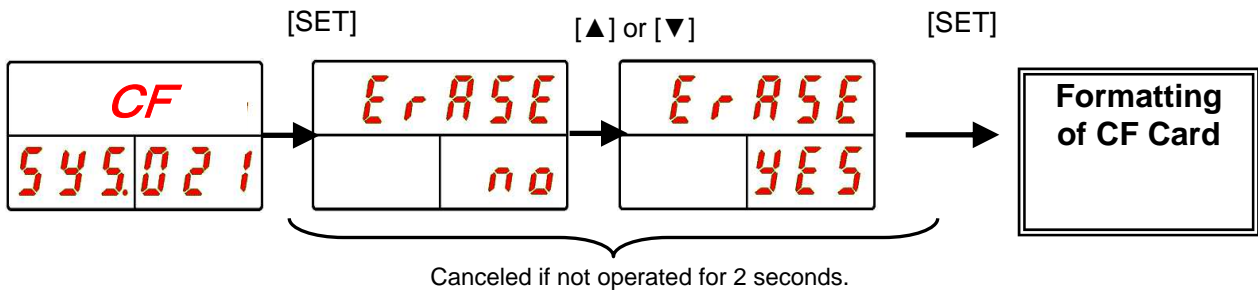 [SET] [▲] or [▼] [SET]
CF
SYS.021
ErASE
no
ErASE
YES
Formatting
of CF Card
Canceled if not operated for 2 seconds.